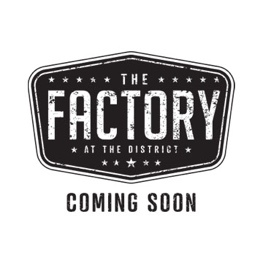 THE
FACTORY
AT THE DISTRICT
COMING SOON